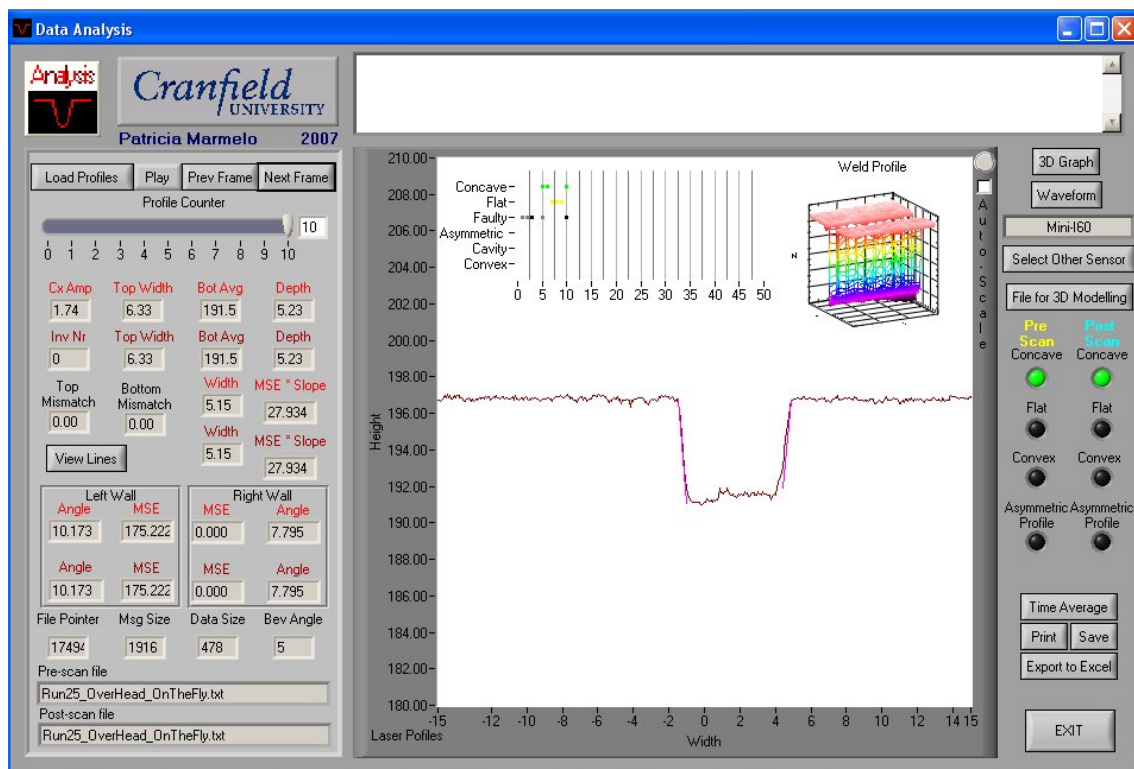 Data Analysis
Analysis
Cranfield
UNIVERSITY
Patricia Marmelo 2007
Load Profiles Play Prev Frame Next Frame
Profile Counter
10
0 1 2 3 4 5 6 7 8 9 10
Cx Amp Top Width Bot Avg Depth
1.74 6.33 191.5 5.23
Inv Nr Top Width Bot Avg Depth
0 6.33 191.5 5.23
Top Mismatch Bottom Mismatch Width MSE * Slope
0.00 0.00 5.15 27.934
Width MSE * Slope
5.15 27.934
View Lines
Left Wall Right Wall
Angle MSE MSE Angle
10.173 175.222 0.000 7.795
Angle MSE MSE Angle
10.173 175.222 0.000 7.795
File Pointer Msg Size Data Size Bev Angle
17494 1916 478 5
Pre-scan file
Run25_OverHead_OnTheFly.txt
Post-scan file
Run25_OverHead_OnTheFly.txt
210.00
208.00
206.00
204.00
202.00
200.00
198.00
196.00
194.00
192.00
190.00
188.00
186.00
184.00
182.00
180.00
Height
Concave
Flat
Faulty
Asymmetric
Cavity
Convex
0 5 10 15 20 25 30 35 40 45 50
Weld Profile
Z
Auto-Scale
-15 -12 -10 -8 -6 -4 -2 0 2 4 6 8 10 12 14 15
Width
Laser Pofiles
3D Graph
Waveform
Mini-I60
Select Other Sensor
File for 3D Modelling
Pre Scan Post Scan
Concave Concave
Flat Flat
Convex Convex
Asymmetric Profile Asymmetric Profile
Time Average
Print Save
Export to Excel
EXIT